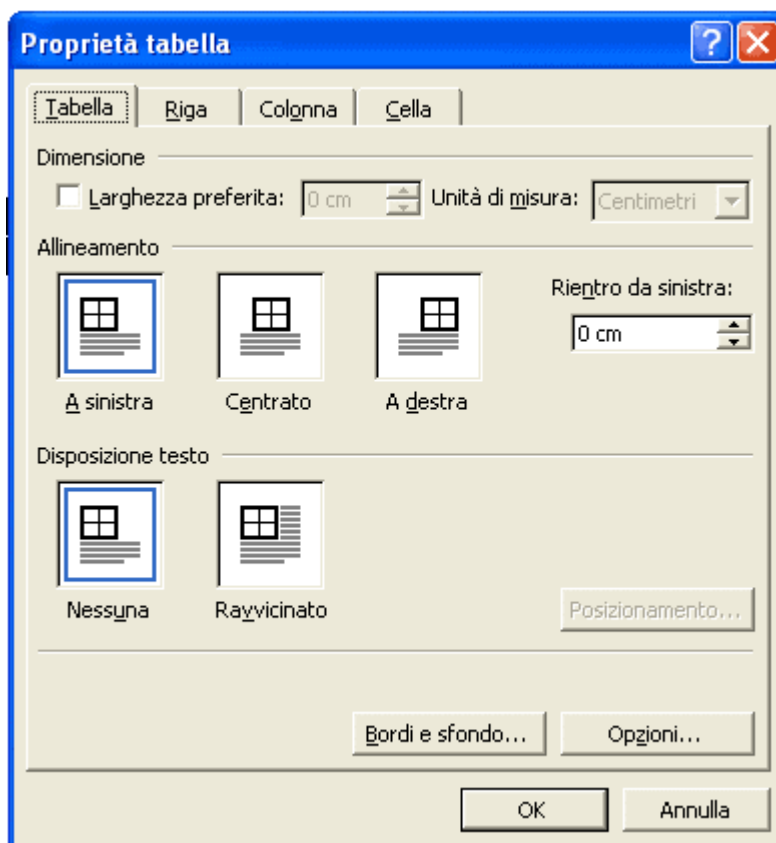 Proprietà tabella
Tabella Riga Colonna Cella
Dimensione
Larghezza preferita: 0 cm Unità di misura: Centimetri
Allineamento
Rientro da sinistra:
0 cm
A sinistra Centrato A destra
Disposizione testo
Nessuna Ravvicinato Posizionamento...
Bordi e sfondo... Opzioni...
OK Annulla